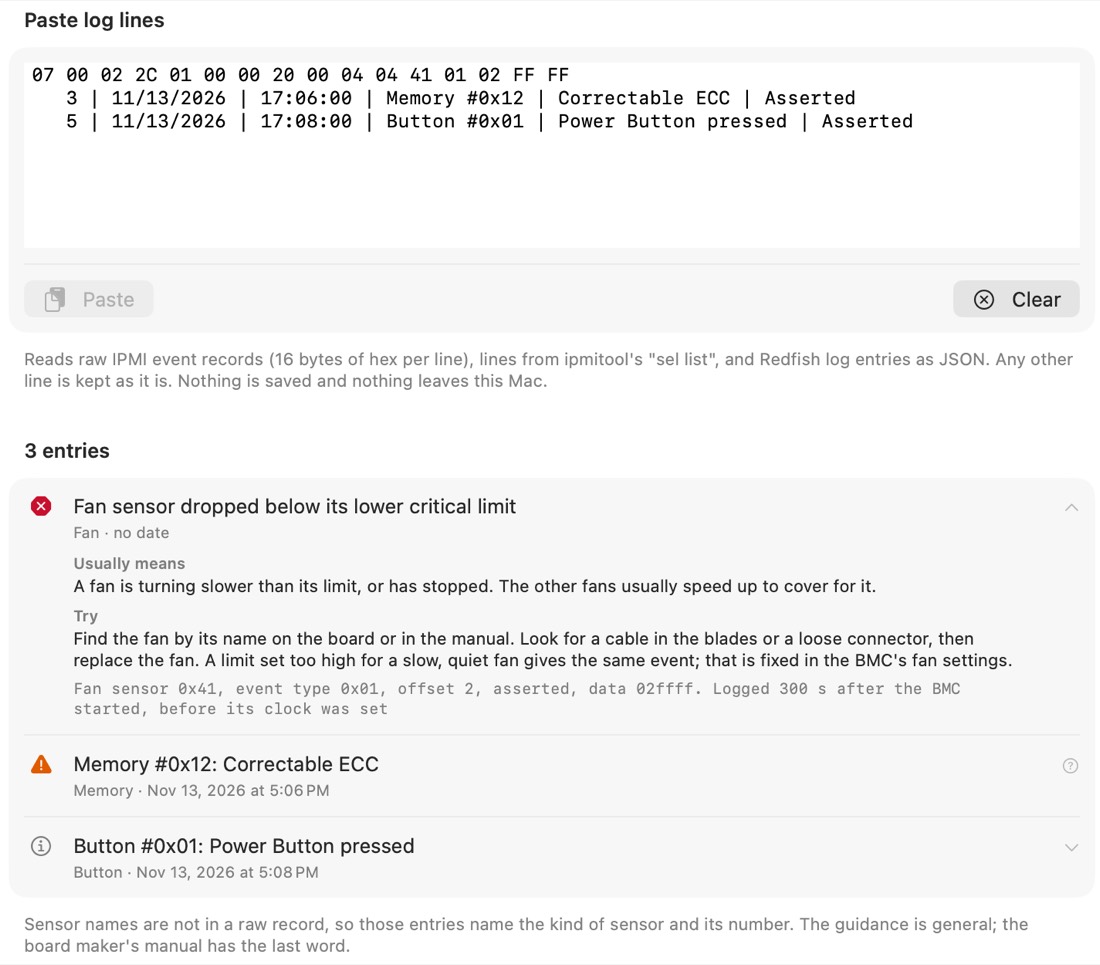 Paste log lines
07 00 02 2C 01 00 00 20 00 04 04 41 01 02 FF FF
3 | 11/13/2026 | 17:06:00 | Memory #0x12 | Correctable ECC | Asserted
5 | 11/13/2026 | 17:08:00 | Button #0x01 | Power Button pressed | Asserted
Paste
Clear
Reads raw IPMI event records (16 bytes of hex per line), lines from ipmitool's "sel list", and Redfish log entries as JSON. Any other
line is kept as it is. Nothing is saved and nothing leaves this Mac.
3 entries
Fan sensor dropped below its lower critical limit
Fan · no date
Usually means
A fan is turning slower than its limit, or has stopped. The other fans usually speed up to cover for it.
Try
Find the fan by its name on the board or in the manual. Look for a cable in the blades or a loose connector, then
replace the fan. A limit set too high for a slow, quiet fan gives the same event; that is fixed in the BMC's fan settings.
Fan sensor 0x41, event type 0x01, offset 2, asserted, data 02ffff. Logged 300 s after the BMC
started, before its clock was set
Memory #0x12: Correctable ECC
Memory · Nov 13, 2026 at 5:06 PM
Button #0x01: Power Button pressed
Button · Nov 13, 2026 at 5:08 PM
Sensor names are not in a raw record, so those entries name the kind of sensor and its number. The guidance is general; the
board maker's manual has the last word.